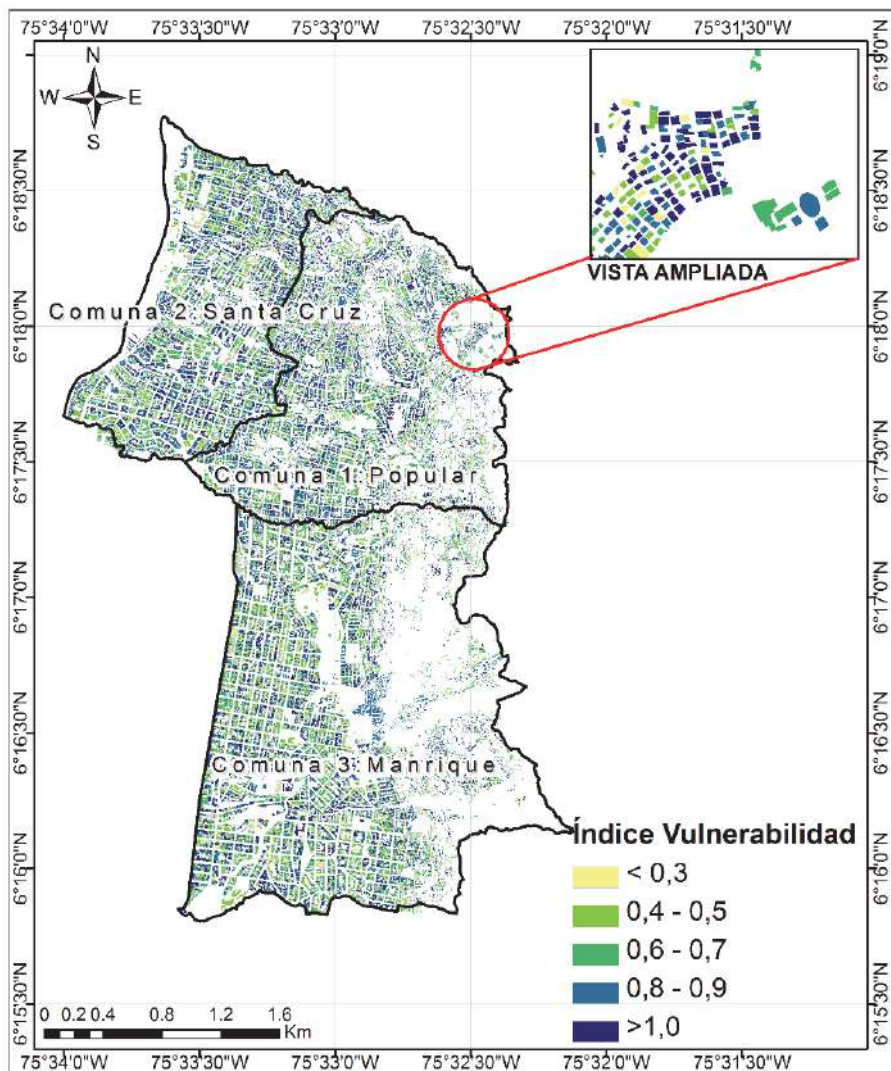 75°34'0"W 75°33'30"W 75°33'0"W 75°32'30"W 75°32'0"W 75°31'30"W
N
W E
S
6°19'0"N 6°19'0"N
VISTA AMPLIADA
6°18'30"N 6°18'30"N
Comuna 2: Santa Cruz
6°18'0"N 6°18'0"N
6°17'30"N 6°17'30"N
Comuna 1: Popular
6°17'0"N 6°17'0"N
6°16'30"N 6°16'30"N
Comuna 3: Manrique
Índice Vulnerabilidad
< 0,3
6°16'0"N 6°16'0"N
0,4 - 0,5
0,6 - 0,7
0,8 - 0,9
>1,0
6°15'30"N 6°15'30"N
0 0.2 0.4 0.8 1.2 1.6
Km
75°34'0"W 75°33'30"W 75°33'0"W 75°32'30"W 75°32'0"W 75°31'30"W